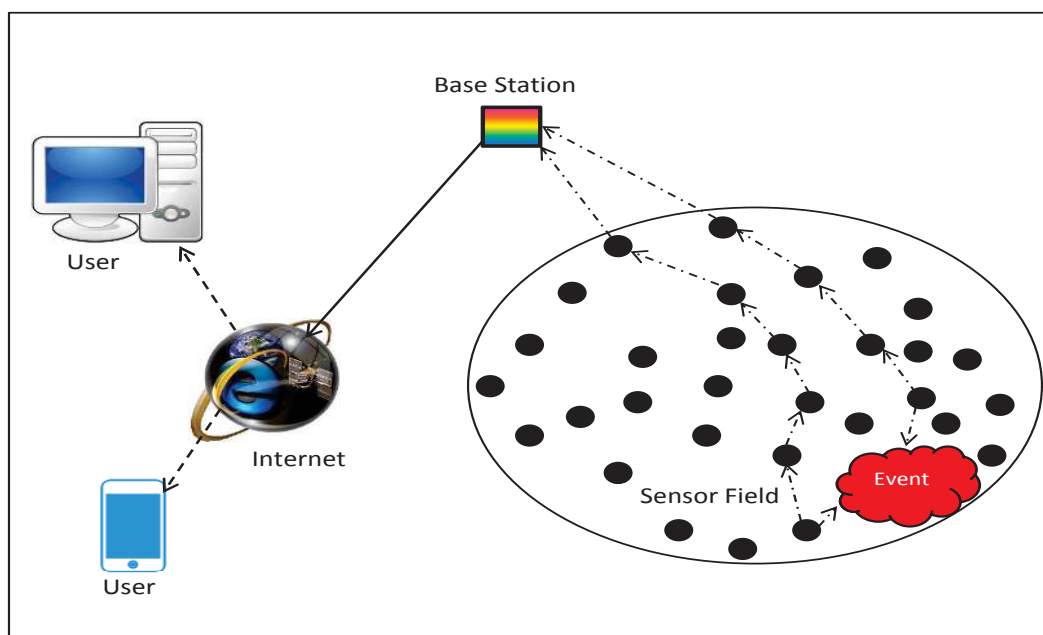 Base Station
User
Internet
Event
Sensor Field
User